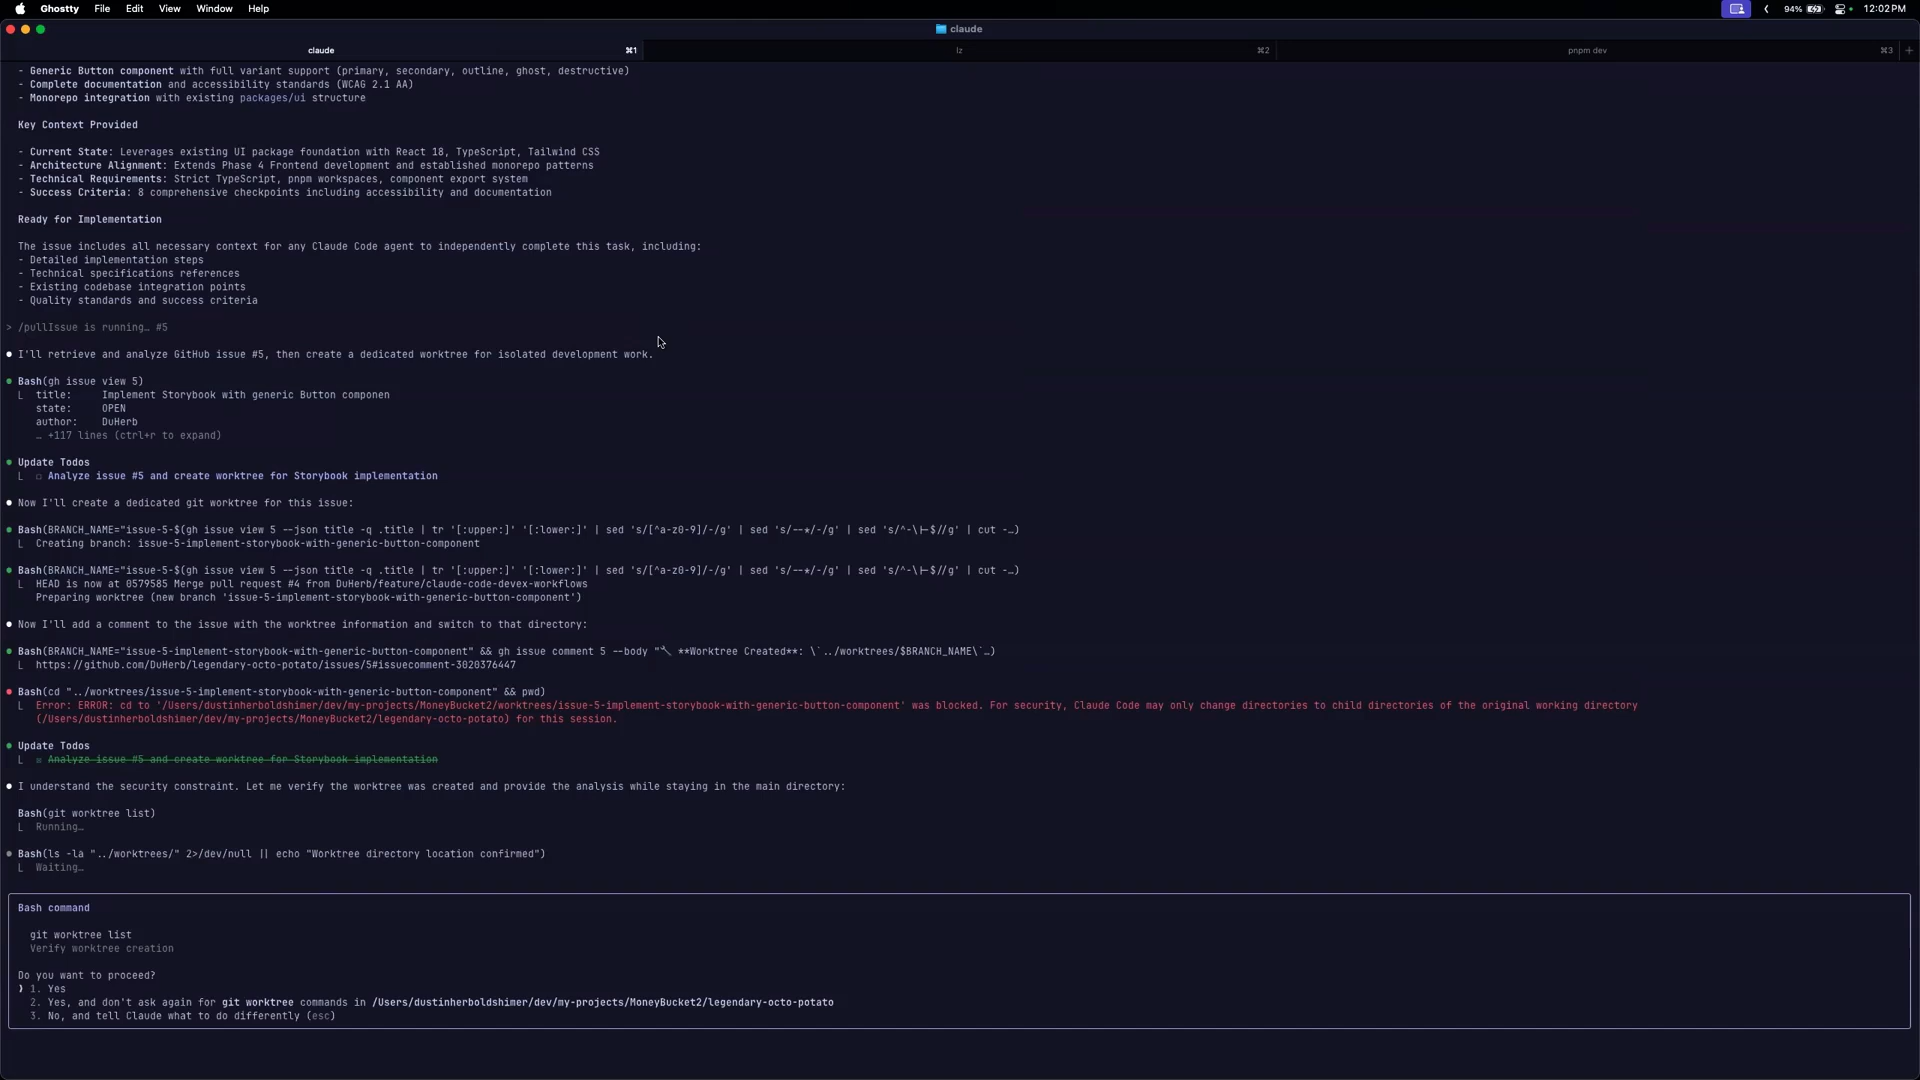 Ghostty File Edit View Window Help 94% 12:02PM
claude
claude ⌘1 lz ⌘2 pnpm dev ⌘3 +
- Generic Button component with full variant support (primary, secondary, outline, ghost, destructive)
- Complete documentation and accessibility standards (WCAG 2.1 AA)
- Monorepo integration with existing packages/ui structure
Key Context Provided
- Current State: Leverages existing UI package foundation with React 18, TypeScript, Tailwind CSS
- Architecture Alignment: Extends Phase 4 Frontend development and established monorepo patterns
- Technical Requirements: Strict TypeScript, pnpm workspaces, component export system
- Success Criteria: 8 comprehensive checkpoints including accessibility and documentation
Ready for Implementation
The issue includes all necessary context for any Claude Code agent to independently complete this task, including:
- Detailed implementation steps
- Technical specifications references
- Existing codebase integration points
- Quality standards and success criteria
> /pullIssue is running… #5
● I'll retrieve and analyze GitHub issue #5, then create a dedicated worktree for isolated development work.
● Bash(gh issue view 5)
⎿ title: Implement Storybook with generic Button componen
state: OPEN
author: DuHerb
… +117 lines (ctrl+r to expand)
● Update Todos
⎿ ☐ Analyze issue #5 and create worktree for Storybook implementation
● Now I'll create a dedicated git worktree for this issue:
● Bash(BRANCH_NAME="issue-5-$(gh issue view 5 --json title -q .title | tr '[:upper:]' '[:lower:]' | sed 's/[^a-z0-9]/-/g' | sed 's/--*/-/g' | sed 's/^-\|-$//g' | cut -…)
⎿ Creating branch: issue-5-implement-storybook-with-generic-button-component
● Bash(BRANCH_NAME="issue-5-$(gh issue view 5 --json title -q .title | tr '[:upper:]' '[:lower:]' | sed 's/[^a-z0-9]/-/g' | sed 's/--*/-/g' | sed 's/^-\|-$//g' | cut -…)
⎿ HEAD is now at 0579585 Merge pull request #4 from DuHerb/feature/claude-code-devex-workflows
Preparing worktree (new branch 'issue-5-implement-storybook-with-generic-button-component')
● Now I'll add a comment to the issue with the worktree information and switch to that directory:
● Bash(BRANCH_NAME="issue-5-implement-storybook-with-generic-button-component" && gh issue comment 5 --body "🔧 **Worktree Created**: \`../worktrees/$BRANCH_NAME\`…)
⎿ https://github.com/DuHerb/legendary-octo-potato/issues/5#issuecomment-3020376447
● Bash(cd "../worktrees/issue-5-implement-storybook-with-generic-button-component" && pwd)
⎿ Error: ERROR: cd to '/Users/dustinherboldshimer/dev/my-projects/MoneyBucket2/worktrees/issue-5-implement-storybook-with-generic-button-component' was blocked. For security, Claude Code may only change directories to child directories of the original working directory
(/Users/dustinherboldshimer/dev/my-projects/MoneyBucket2/legendary-octo-potato) for this session.
● Update Todos
⎿ ☒ Analyze issue #5 and create worktree for Storybook implementation
● I understand the security constraint. Let me verify the worktree was created and provide the analysis while staying in the main directory:
Bash(git worktree list)
⎿ Running…
● Bash(ls -la "../worktrees/" 2>/dev/null || echo "Worktree directory location confirmed")
⎿ Waiting…
Bash command
git worktree list
Verify worktree creation
Do you want to proceed?
❯ 1. Yes
2. Yes, and don't ask again for git worktree commands in /Users/dustinherboldshimer/dev/my-projects/MoneyBucket2/legendary-octo-potato
3. No, and tell Claude what to do differently (esc)